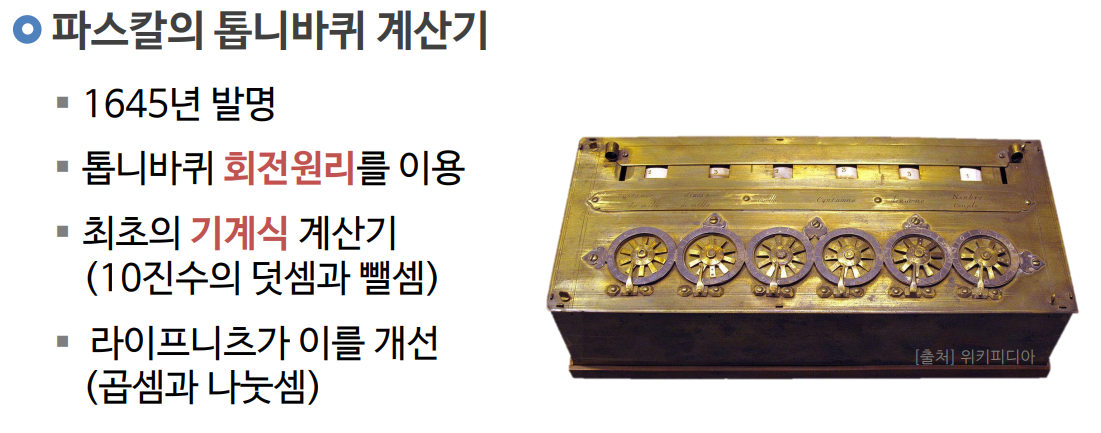 파스칼의 톱니바퀴 계산기
1645년 발명
톱니바퀴 회전원리를 이용
최초의 기계식 계산기
(10진수의 덧셈과 뺄셈)
라이프니츠가 이를 개선
(곱셈과 나눗셈)
[출처] 위키피디아